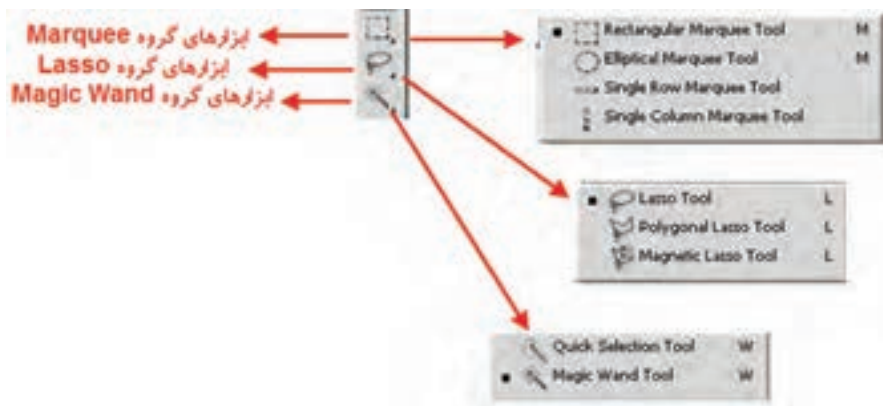 ابزارهای گروه Marquee
ابزارهای گروه Lasso
ابزارهای گروه Magic Wand
Rectangular Marquee Tool M
Elliptical Marquee Tool M
Single Row Marquee Tool
Single Column Marquee Tool
Lasso Tool L
Polygonal Lasso Tool L
Magnetic Lasso Tool L
Quick Selection Tool W
Magic Wand Tool W